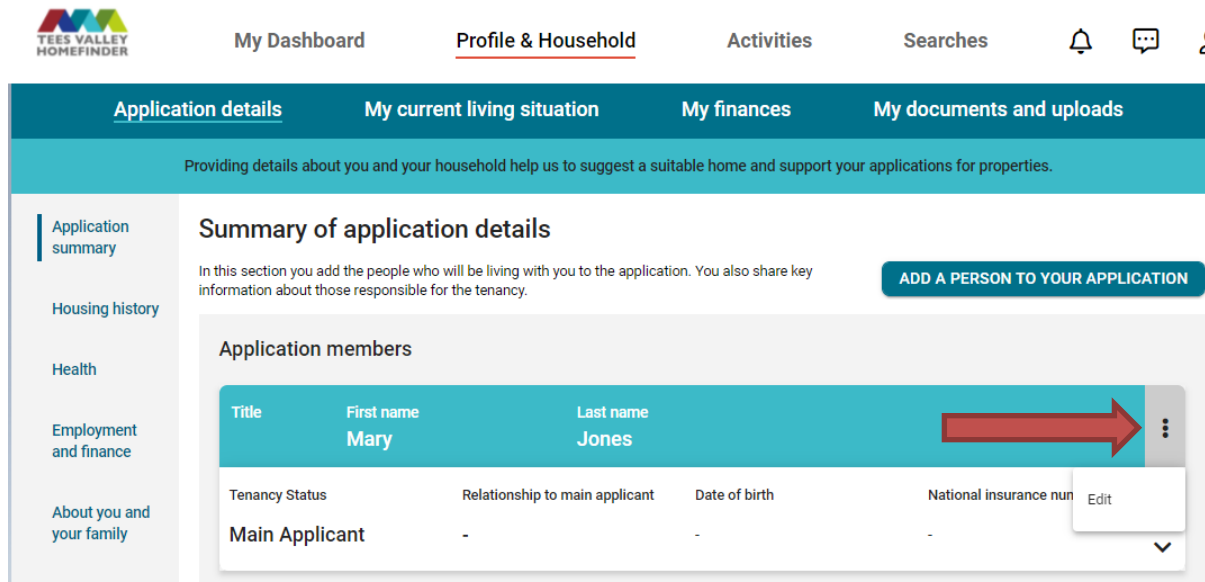 TEES VALLEY
HOMEFINDER
My Dashboard Profile & Household Activities Searches
Application details My current living situation My finances My documents and uploads
Providing details about you and your household help us to suggest a suitable home and support your applications for properties.
Application
summary
Housing history
Health
Employment
and finance
About you and
your family
Summary of application details
In this section you add the people who will be living with you to the application. You also share key
information about those responsible for the tenancy.
ADD A PERSON TO YOUR APPLICATION
Application members
Title First name Last name
Mary Jones
Tenancy Status Relationship to main applicant Date of birth National insurance num
Edit
Main Applicant - - -